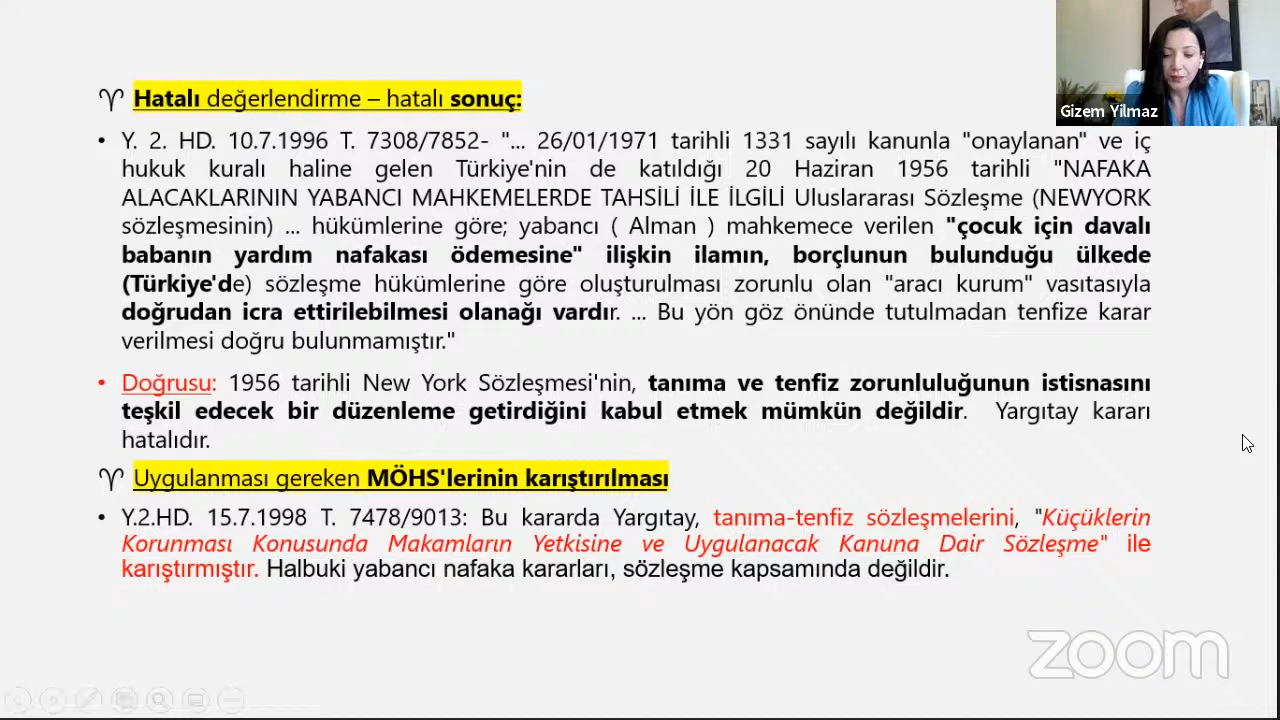 Gizem Yilmaz
♈ Hatalı değerlendirme – hatalı sonuç:
• Y. 2. HD. 10.7.1996 T. 7308/7852- "... 26/01/1971 tarihli 1331 sayılı kanunla "onaylanan" ve iç
hukuk kuralı haline gelen Türkiye'nin de katıldığı 20 Haziran 1956 tarihli "NAFAKA
ALACAKLARININ YABANCI MAHKEMELERDE TAHSİLİ İLE İLGİLİ Uluslararası Sözleşme (NEWYORK
sözleşmesinin) ... hükümlerine göre; yabancı ( Alman ) mahkemece verilen "çocuk için davalı
babanın yardım nafakası ödemesine" ilişkin ilamın, borçlunun bulunduğu ülkede
(Türkiye'de) sözleşme hükümlerine göre oluşturulması zorunlu olan "aracı kurum" vasıtasıyla
doğrudan icra ettirilebilmesi olanağı vardır. ... Bu yön göz önünde tutulmadan tenfize karar
verilmesi doğru bulunmamıştır."
• Doğrusu: 1956 tarihli New York Sözleşmesi'nin, tanıma ve tenfiz zorunluluğunun istisnasını
teşkil edecek bir düzenleme getirdiğini kabul etmek mümkün değildir. Yargıtay kararı
hatalıdır.
♈ Uygulanması gereken MÖHS'lerinin karıştırılması
• Y.2.HD. 15.7.1998 T. 7478/9013: Bu kararda Yargıtay, tanıma-tenfiz sözleşmelerini, "Küçüklerin
Korunması Konusunda Makamların Yetkisine ve Uygulanacak Kanuna Dair Sözleşme" ile
karıştırmıştır. Halbuki yabancı nafaka kararları, sözleşme kapsamında değildir.
zoom